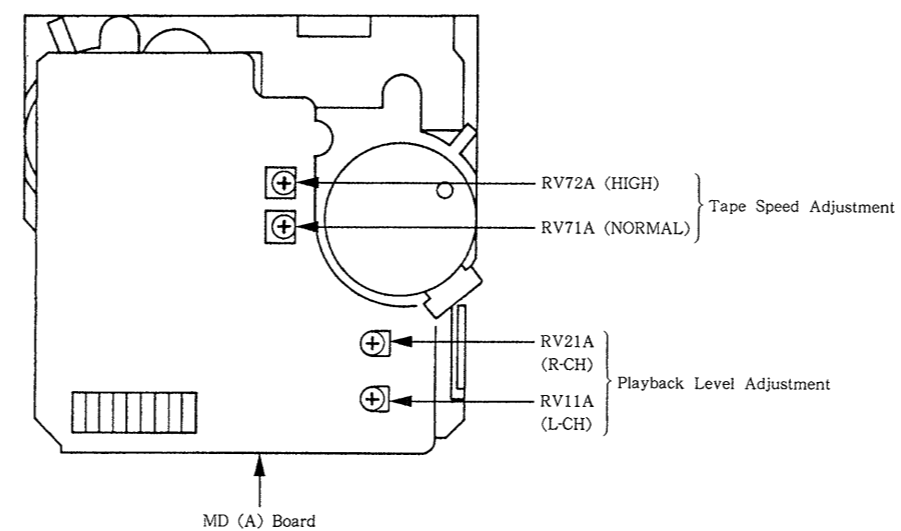 RV72A (HIGH)
RV71A (NORMAL)
Tape Speed Adjustment
RV21A
(R-CH)
RV11A
(L-CH)
Playback Level Adjustment
MD (A) Board